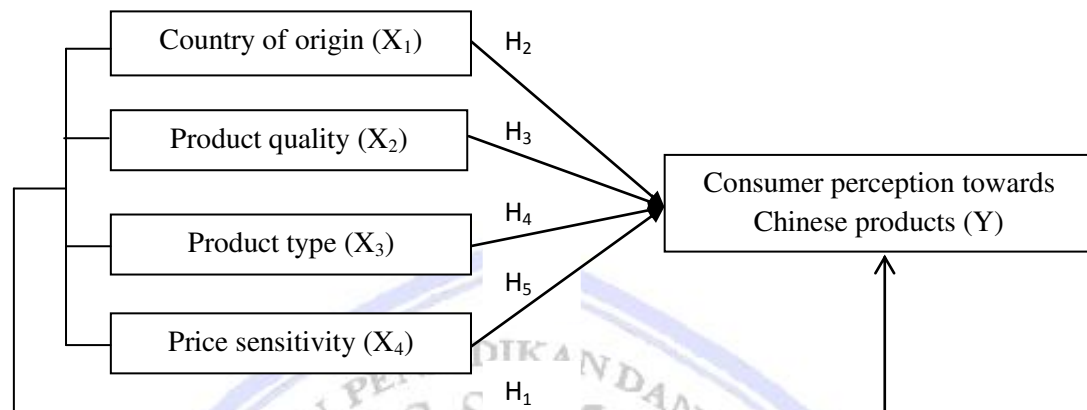 Country of origin (X₁)
H₂
Product quality (X₂)
H₃
Consumer perception towards
Chinese products (Y)
H₄
Product type (X₃)
H₅
Price sensitivity (X₄)
H₁